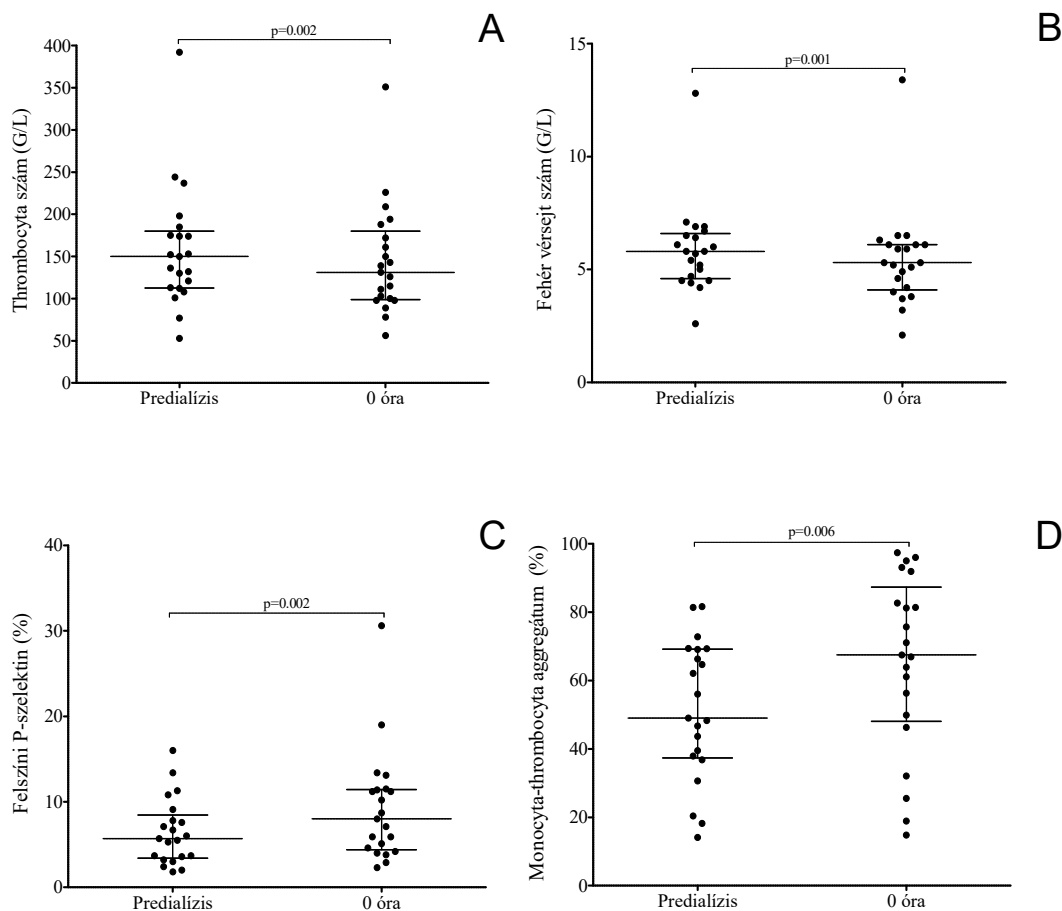 A
p=0.002
Thrombocyta szám (G/L)
400
350
300
250
200
150
100
50
0
Predialízis
0 óra
B
p=0.001
Fehér vérsejt szám (G/L)
15
10
5
0
Predialízis
0 óra
C
p=0.002
Felszíni P-szelektin (%)
40
30
20
10
0
Predialízis
0 óra
D
p=0.006
Monocyta-thrombocyta aggregátum (%)
100
80
60
40
20
0
Predialízis
0 óra